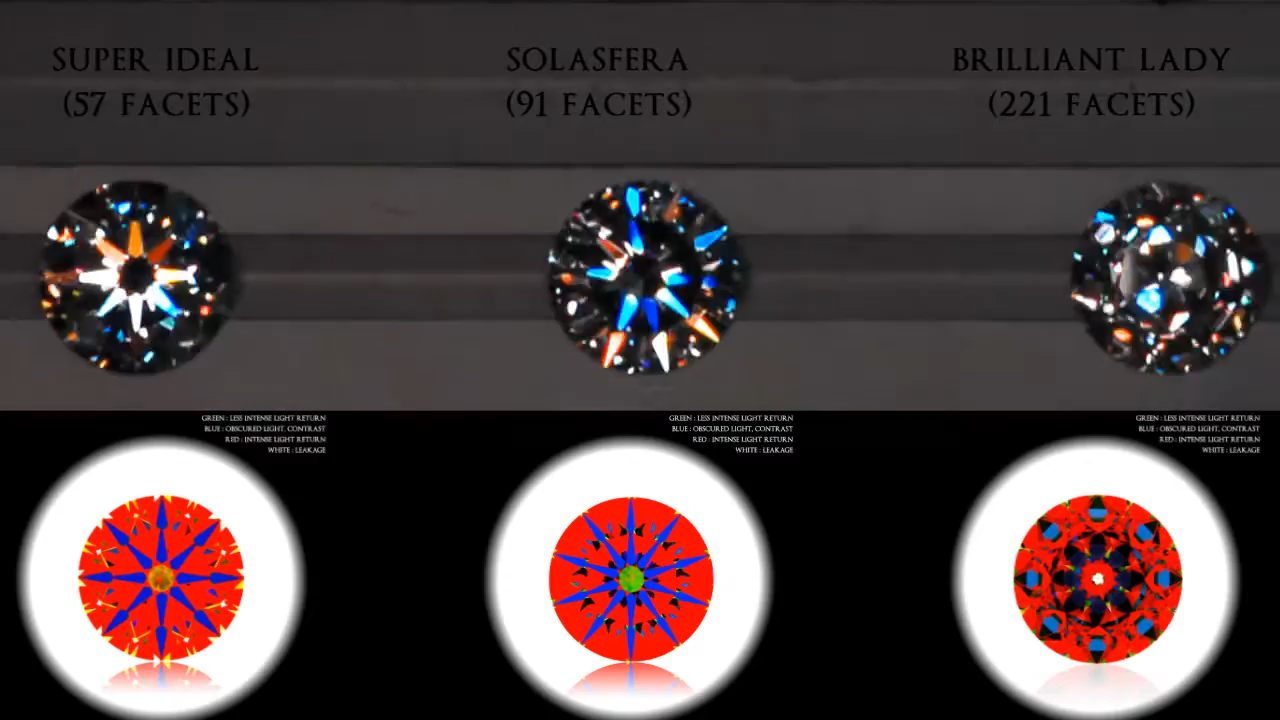 SUPER IDEAL
(57 FACETS)
SOLASFERA
(91 FACETS)
BRILLIANT LADY
(221 FACETS)
GREEN : LESS INTENSE LIGHT RETURN
BLUE : OBSCURED LIGHT, CONTRAST
RED : INTENSE LIGHT RETURN
WHITE : LEAKAGE
GREEN : LESS INTENSE LIGHT RETURN
BLUE : OBSCURED LIGHT, CONTRAST
RED : INTENSE LIGHT RETURN
WHITE : LEAKAGE
GREEN : LESS INTENSE LIGHT RETURN
BLUE : OBSCURED LIGHT, CONTRAST
RED : INTENSE LIGHT RETURN
WHITE : LEAKAGE